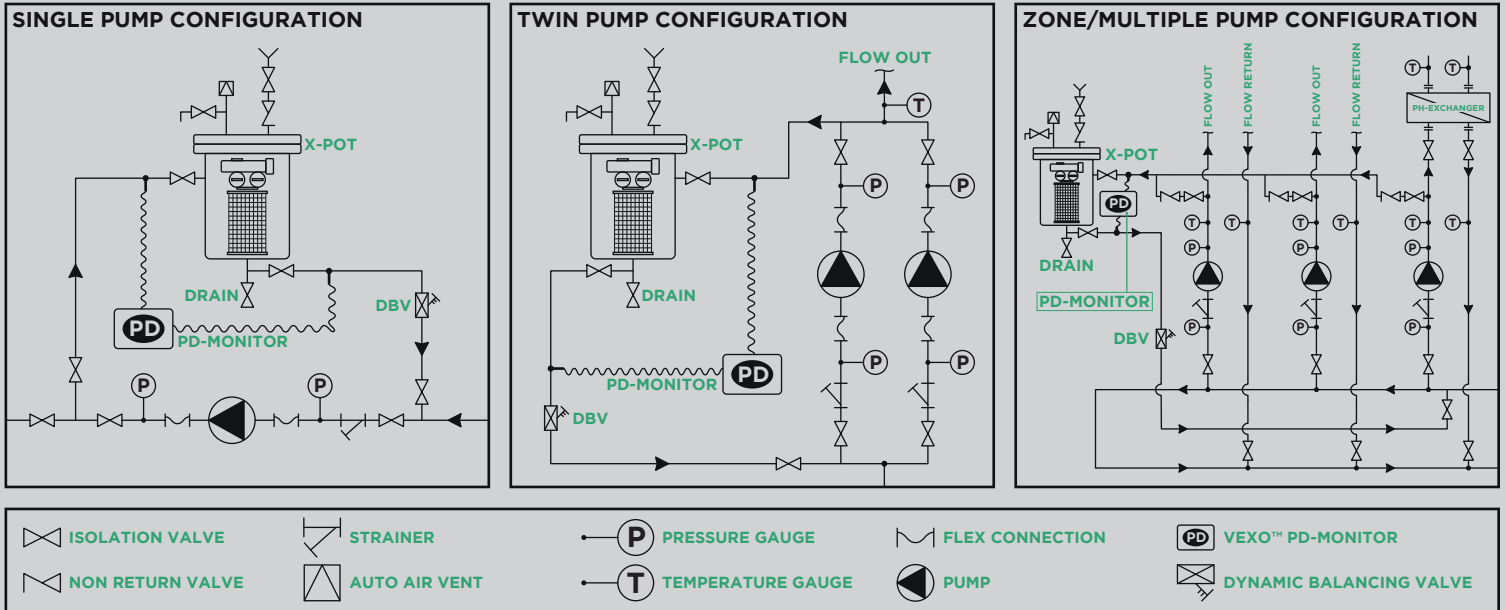 SINGLE PUMP CONFIGURATION
X-POT
DRAIN
DBV
PD
PD-MONITOR
P
P
TWIN PUMP CONFIGURATION
FLOW OUT
T
X-POT
P
P
DRAIN
P
P
PD-MONITOR
PD
DBV
ZONE/MULTIPLE PUMP CONFIGURATION
FLOW OUT
FLOW RETURN
FLOW OUT
FLOW RETURN
T
T
PH-EXCHANGER
X-POT
PD
T
T
T
T
T
T
P
P
P
DRAIN
PD-MONITOR
P
P
P
DBV
ISOLATION VALVE
STRAINER
P PRESSURE GAUGE
FLEX CONNECTION
PD VEXO™ PD-MONITOR
NON RETURN VALVE
AUTO AIR VENT
T TEMPERATURE GAUGE
PUMP
DYNAMIC BALANCING VALVE